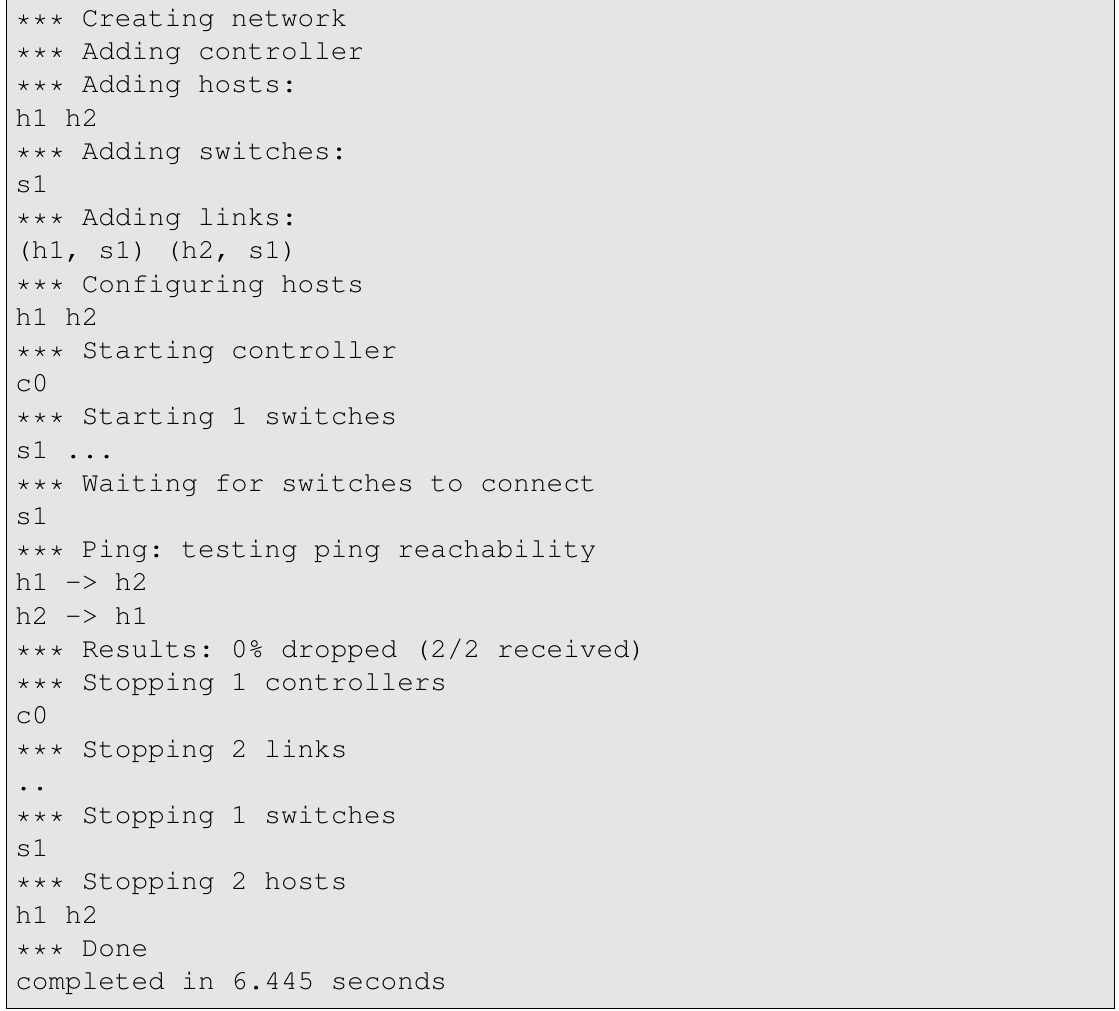 *** Creating network
*** Adding controller
*** Adding hosts:
h1 h2
*** Adding switches:
s1
*** Adding links:
(h1, s1) (h2, s1)
*** Configuring hosts
h1 h2
*** Starting controller
c0
*** Starting 1 switches
s1 ...
*** Waiting for switches to connect
s1
*** Ping: testing ping reachability
h1 -> h2
h2 -> h1
*** Results: 0% dropped (2/2 received)
*** Stopping 1 controllers
c0
*** Stopping 2 links
..
*** Stopping 1 switches
s1
*** Stopping 2 hosts
h1 h2
*** Done
completed in 6.445 seconds